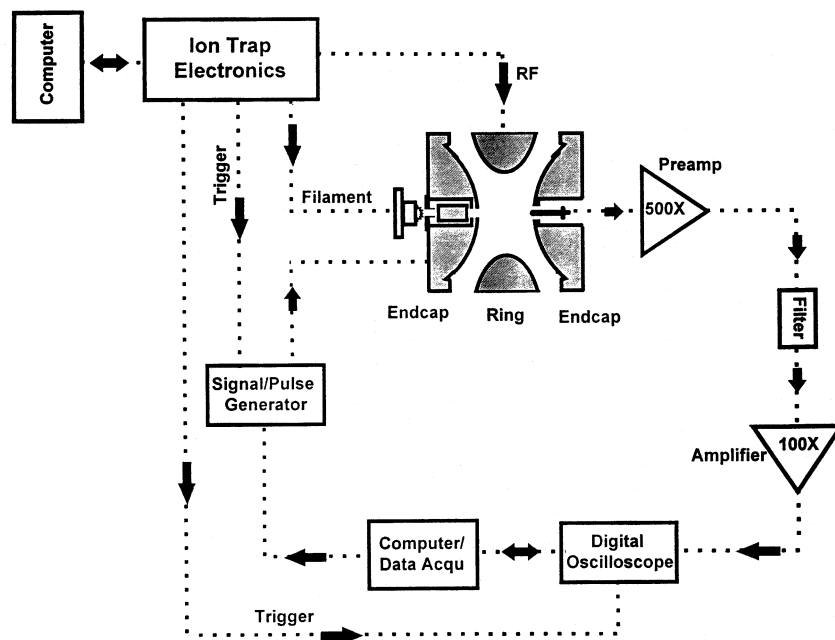 Computer
Ion Trap
Electronics
RF
Trigger
Filament
Preamp
500X
Endcap
Ring
Endcap
Filter
Signal/Pulse
Generator
Amplifier
100X
Computer/
Data Acqu
Digital
Oscilloscope
Trigger